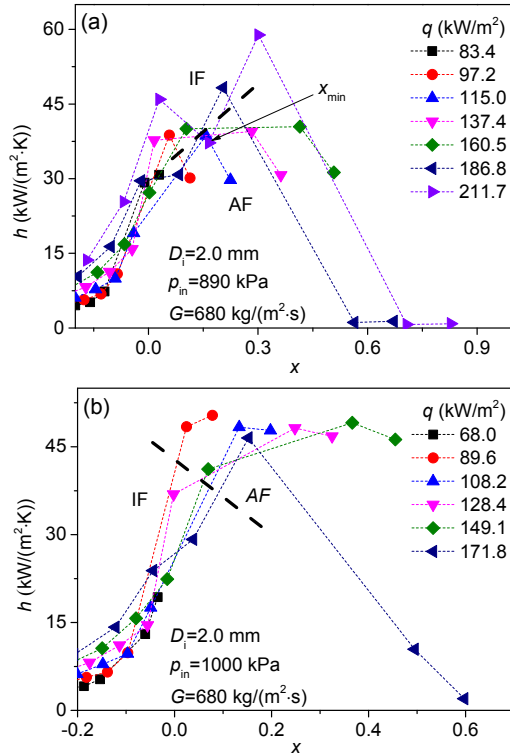 (a)
q (kW/m²)
83.4
97.2
115.0
137.4
160.5
186.8
211.7
IF
x_min
AF
D_i=2.0 mm
p_in=890 kPa
G=680 kg/(m²·s)
h (kW/(m²·K))
60
45
30
15
0
0.0 0.3 0.6 0.9
x
(b)
q (kW/m²)
68.0
89.6
108.2
128.4
149.1
171.8
IF
AF
D_i=2.0 mm
p_in=1000 kPa
G=680 kg/(m²·s)
h (kW/(m²·K))
60
45
30
15
0
-0.2 0.0 0.2 0.4 0.6
x